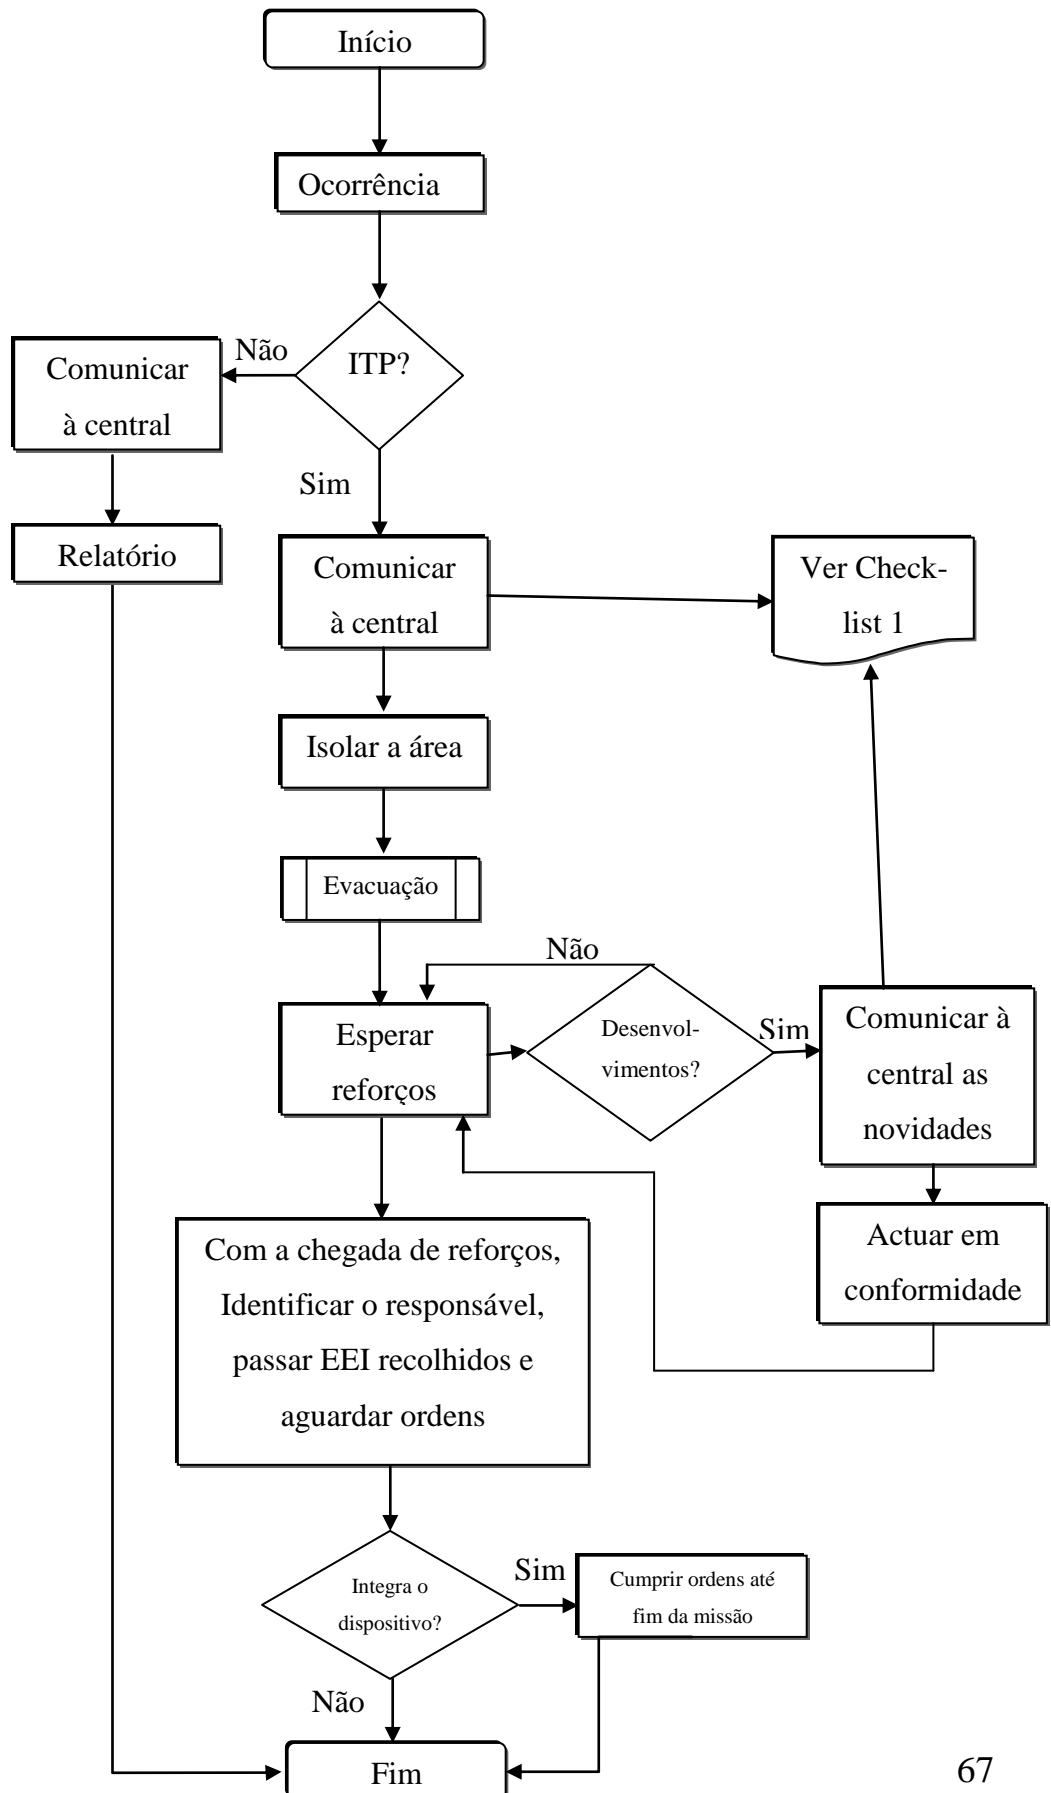 Início
Ocorrência
ITP?
Não
Comunicar
à central
Sim
Relatório
Comunicar
à central
Ver Check-
list 1
Isolar a área
Evacuação
Não
Esperar
reforços
Desenvol-
vimentos?
Sim
Comunicar à
central as
novidades
Actuar em
conformidade
Com a chegada de reforços,
Identificar o responsável,
passar EEI recolhidos e
aguardar ordens
Integra o
dispositivo?
Sim
Cumprir ordens até
fim da missão
Não
Fim
67